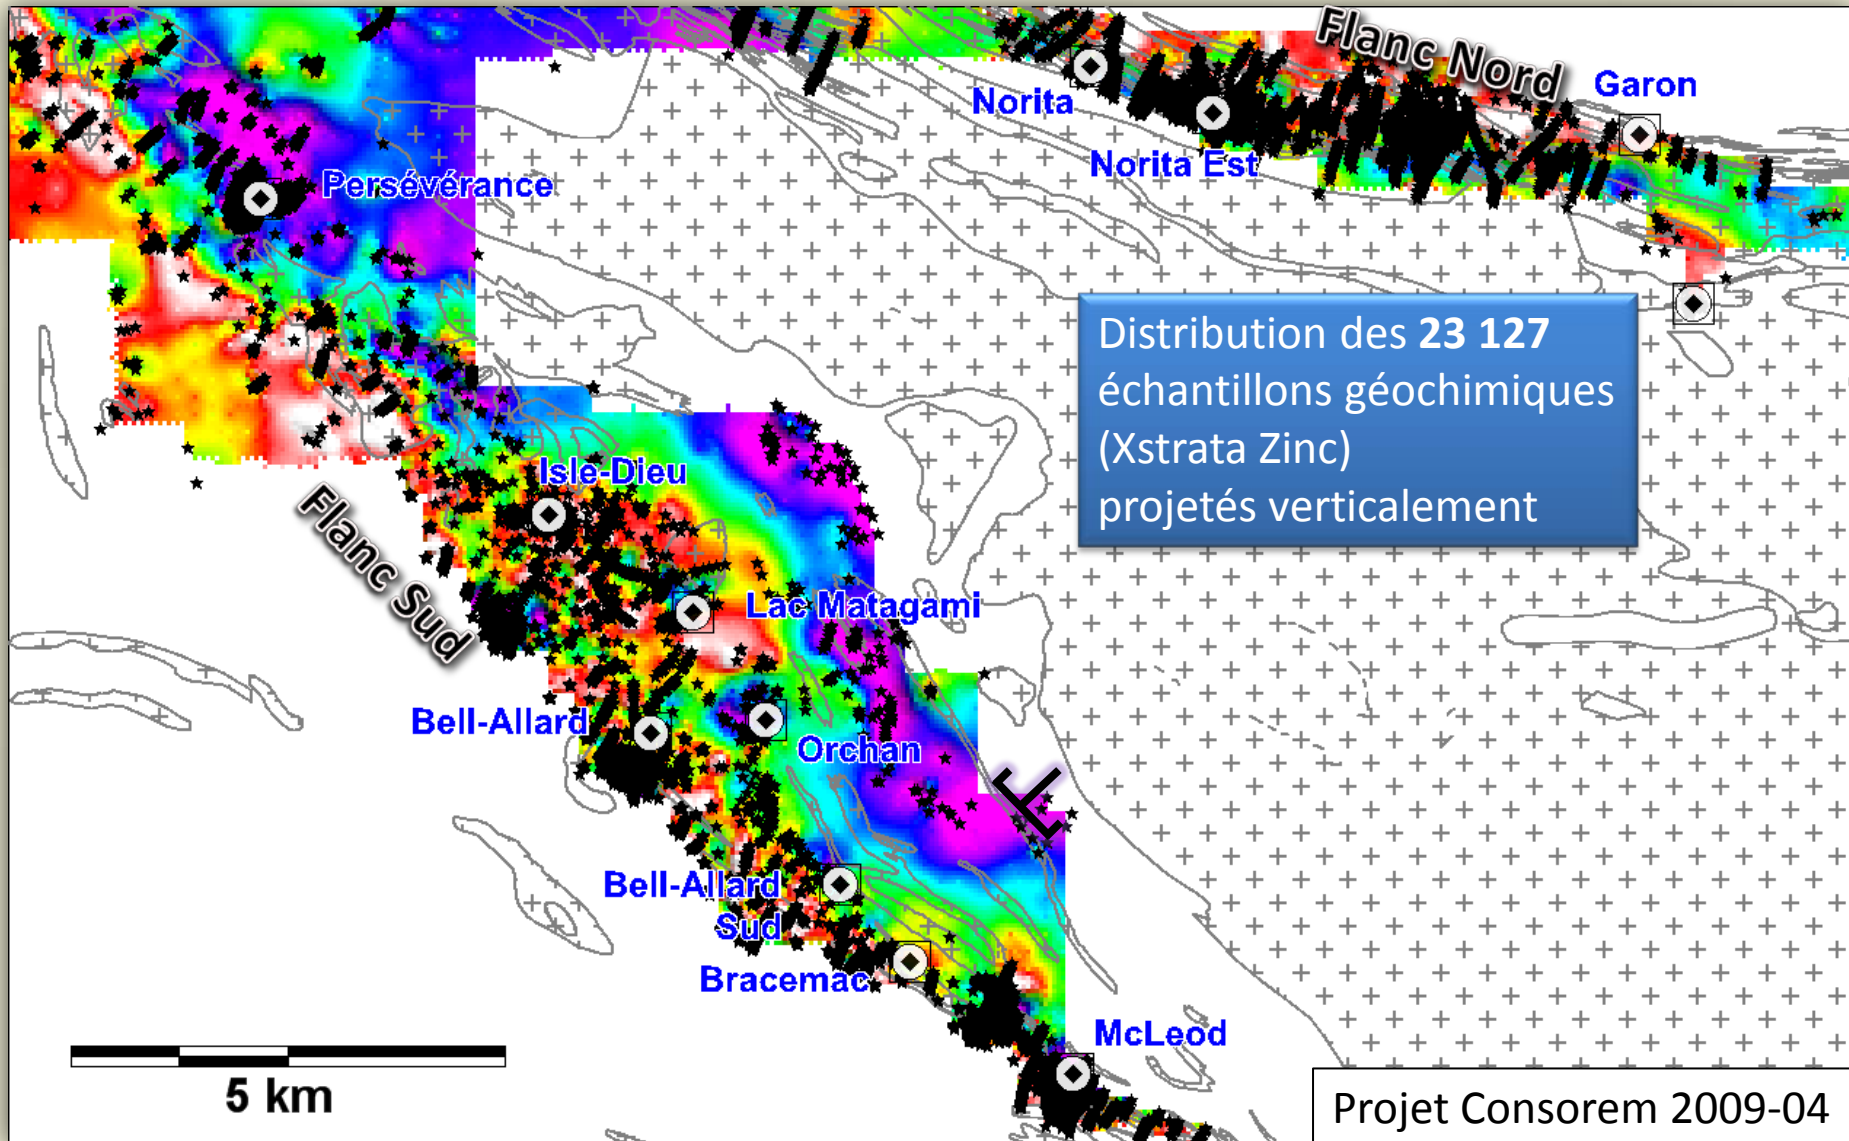 Flanc Nord
Garon
Norita
Norita Est
Persévérance
Distribution des 23 127
échantillons géochimiques
(Xstrata Zinc)
projetés verticalement
Isle-Dieu
Flanc Sud
Lac Matagami
Bell-Allard
Orchan
Bell-Allard
Sud
Bracemac
McLeod
5 km
Projet Consorem 2009-04